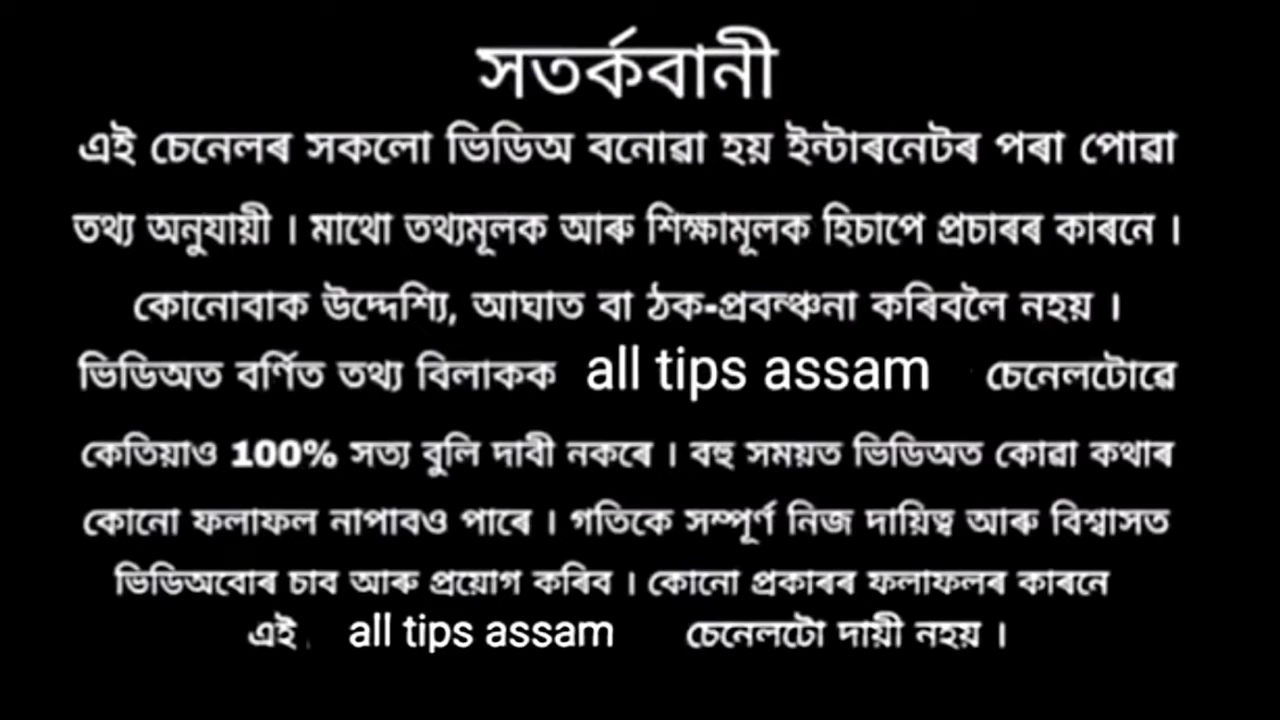 সতৰ্কবানী
এই চেনেলৰ সকলো ভিডিঅ বনোৱা হয় ইন্টাৰনেটৰ পৰা পোৱা
তথ্য অনুযায়ী । মাথো তথ্যমূলক আৰু শিক্ষামূলক হিচাপে প্ৰচাৰৰ কাৰনে ।
কোনোবাক উদ্দেশ্যি, আঘাত বা ঠক-প্ৰবঞ্চনা কৰিবলৈ নহয় ।
ভিডিঅত বৰ্ণিত তথ্য বিলাকক all tips assam চেনেলটোৱে
কেতিয়াও 100% সত্য বুলি দাবী নকৰে । বহু সময়ত ভিডিঅত কোৱা কথাৰ
কোনো ফলাফল নাপাবও পাৰে । গতিকে সম্পূৰ্ণ নিজ দায়িত্ব আৰু বিশ্বাসত
ভিডিঅবোৰ চাব আৰু প্ৰয়োগ কৰিব । কোনো প্ৰকাৰৰ ফলাফলৰ কাৰনে
এই all tips assam চেনেলটো দায়ী নহয় ।